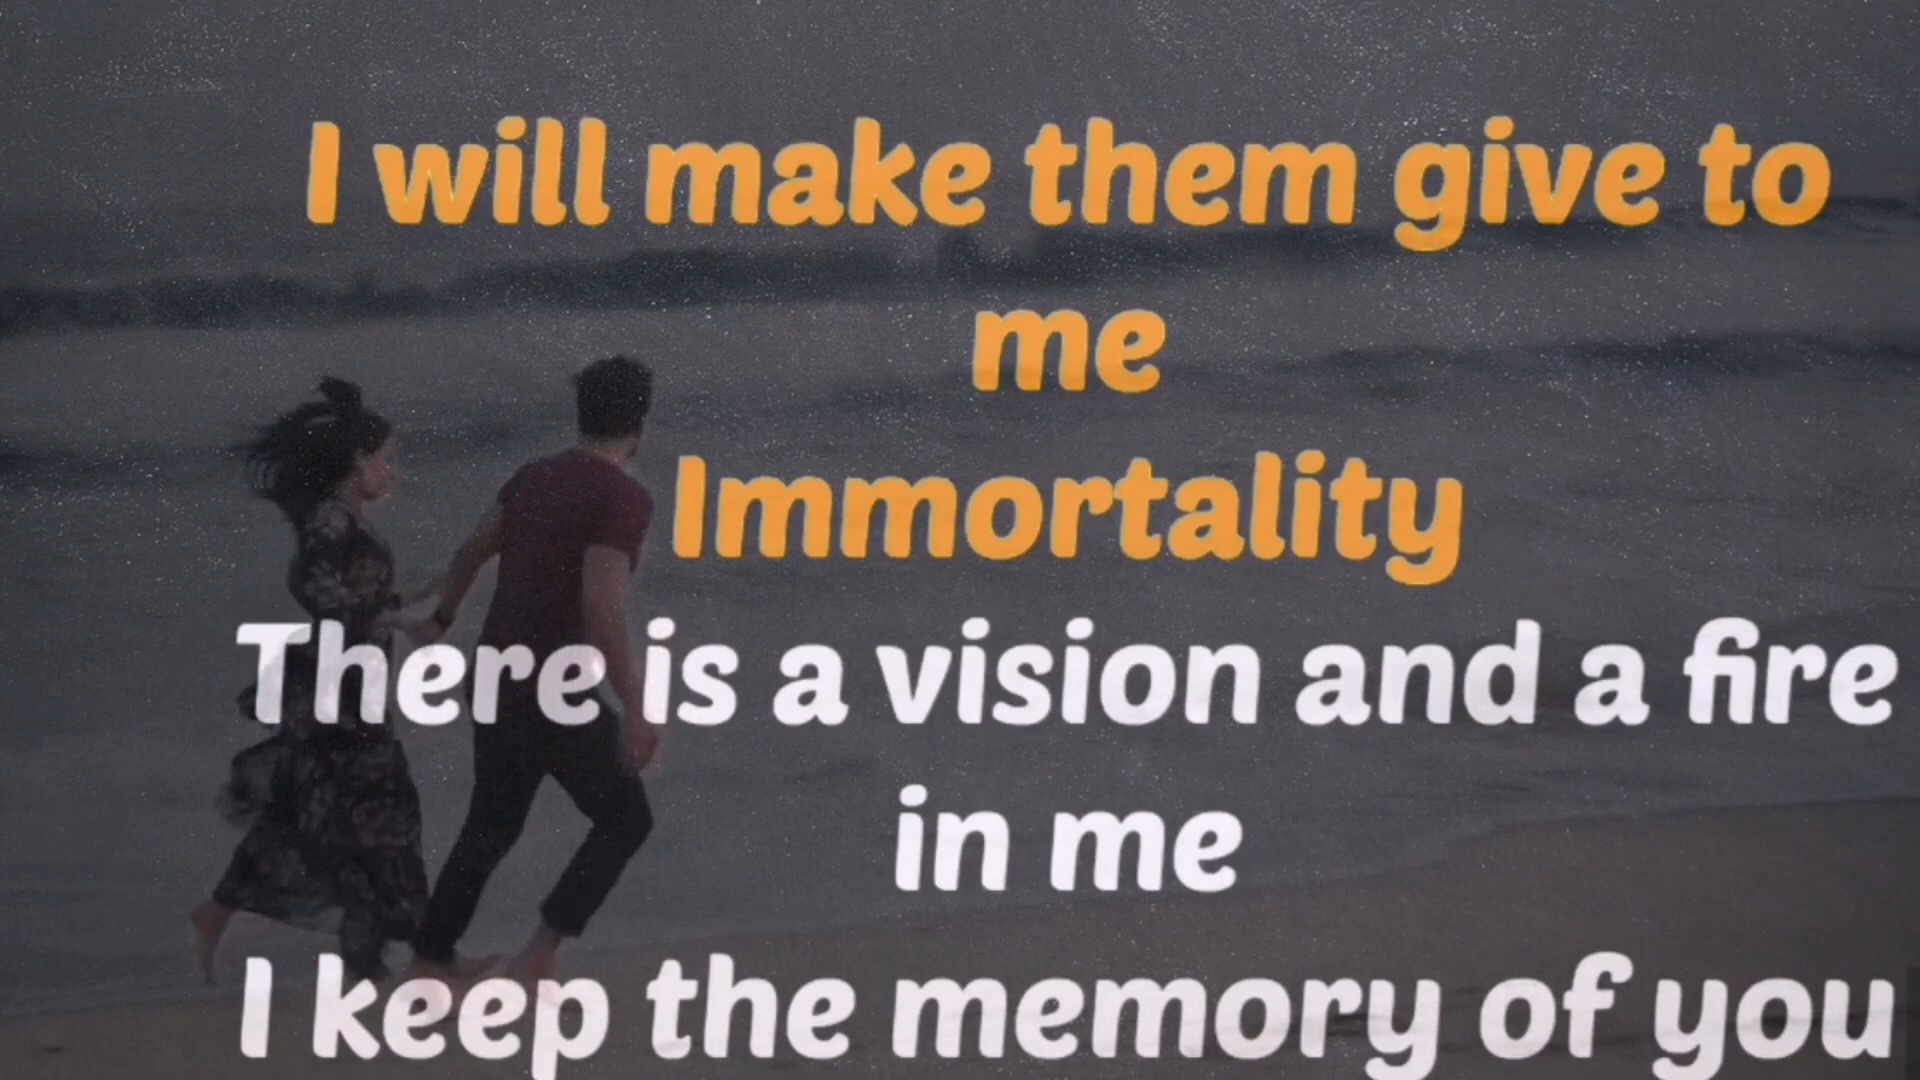 I will make them give to
me
Immortality
There is a vision and a fire
in me
I keep the memory of you